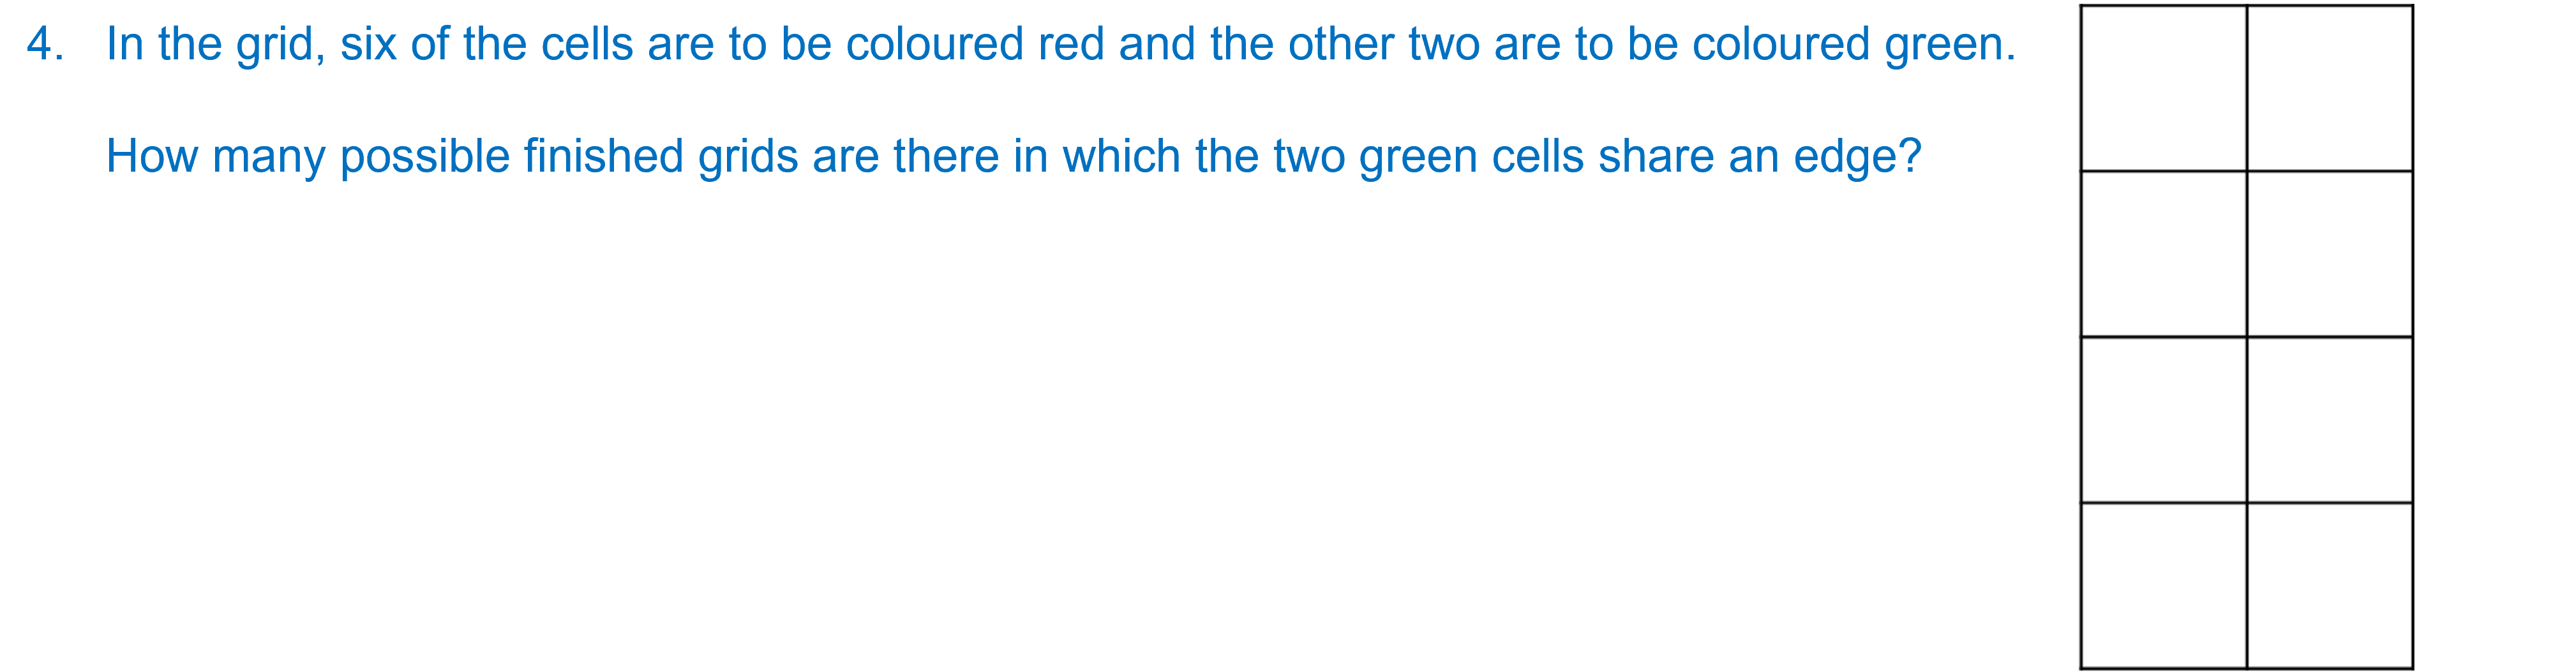 4. In the grid, six of the cells are to be coloured red and the other two are to be coloured green.
How many possible finished grids are there in which the two green cells share an edge?